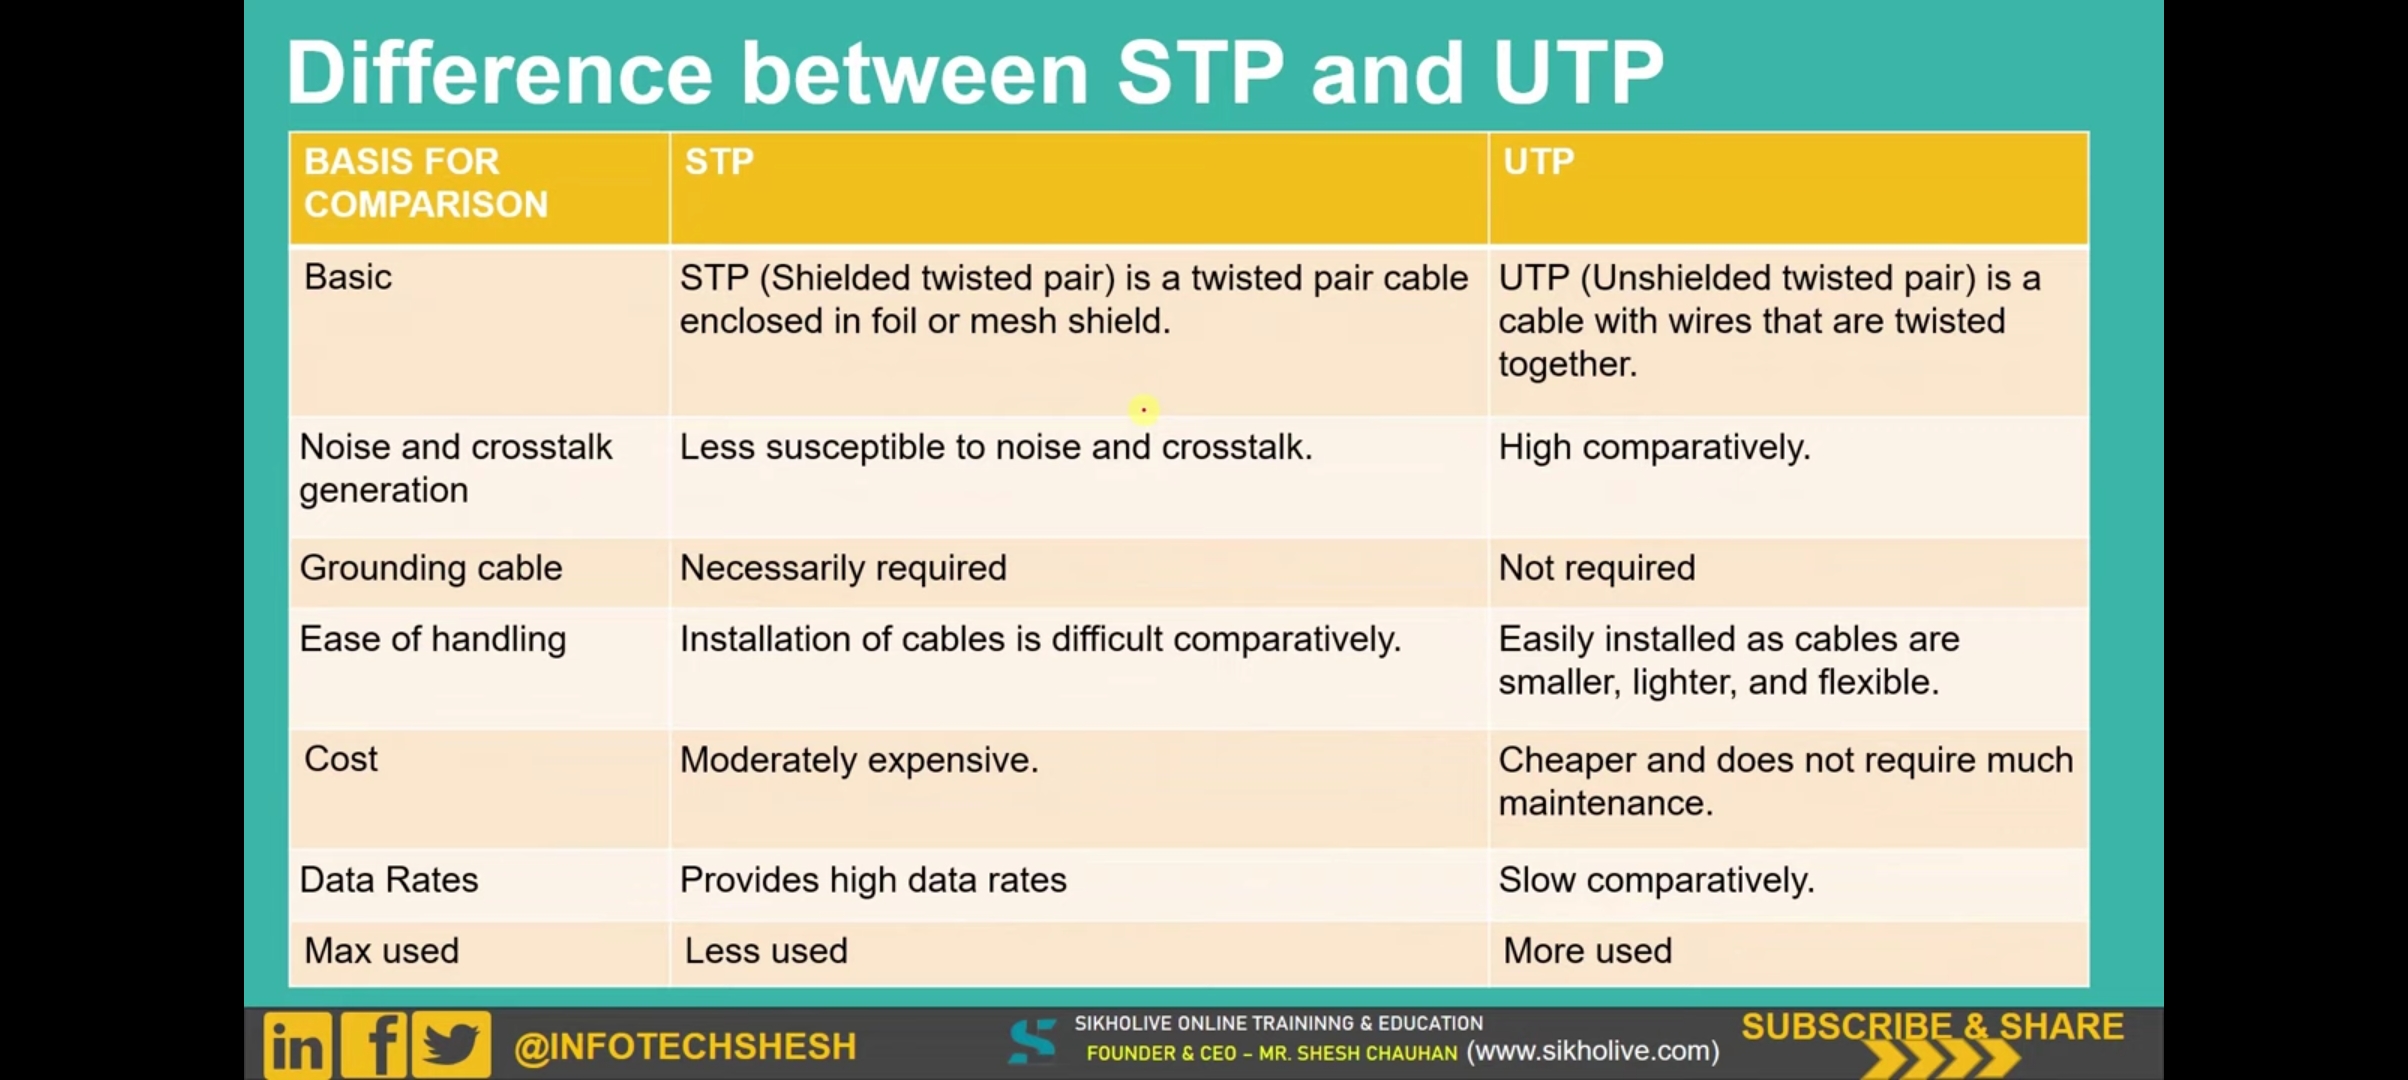 Difference between STP and UTP
BASIS FOR
COMPARISON
STP
UTP
Basic
STP (Shielded twisted pair) is a twisted pair cable
enclosed in foil or mesh shield.
UTP (Unshielded twisted pair) is a
cable with wires that are twisted
together.
Noise and crosstalk
generation
Less susceptible to noise and crosstalk.
High comparatively.
Grounding cable
Necessarily required
Not required
Ease of handling
Installation of cables is difficult comparatively.
Easily installed as cables are
smaller, lighter, and flexible.
Cost
Moderately expensive.
Cheaper and does not require much
maintenance.
Data Rates
Provides high data rates
Slow comparatively.
Max used
Less used
More used
@INFOTECHSHESH
SIKHOLIVE ONLINE TRAININNG & EDUCATION
FOUNDER & CEO – MR. SHESH CHAUHAN (www.sikholive.com)
SUBSCRIBE & SHARE